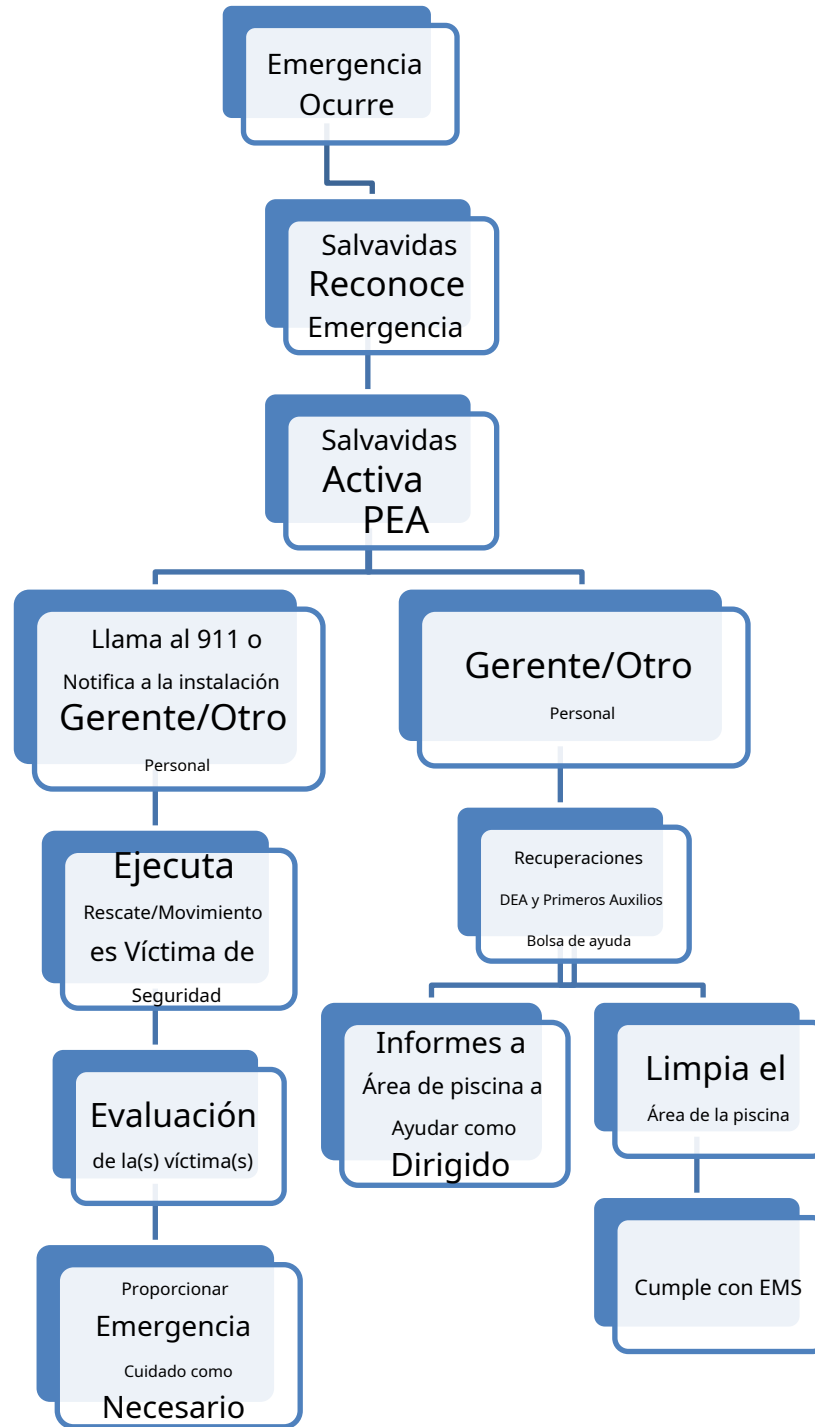 Emergencia
Ocurre
Salvavidas
Reconoce
Emergencia
Salvavidas
Activa
PEA
Llama al 911 o
Notifica a la instalación
Gerente/Otro
Personal
Gerente/Otro
Personal
Ejecuta
Rescate/Movimiento
es Víctima de
Seguridad
Recuperaciones
DEA y Primeros Auxilios
Bolsa de ayuda
Evaluación
de la(s) víctima(s)
Informes a
Área de piscina a
Ayudar como
Dirigido
Limpia el
Área de la piscina
Proporcionar
Emergencia
Cuidado como
Necesario
Cumple con EMS